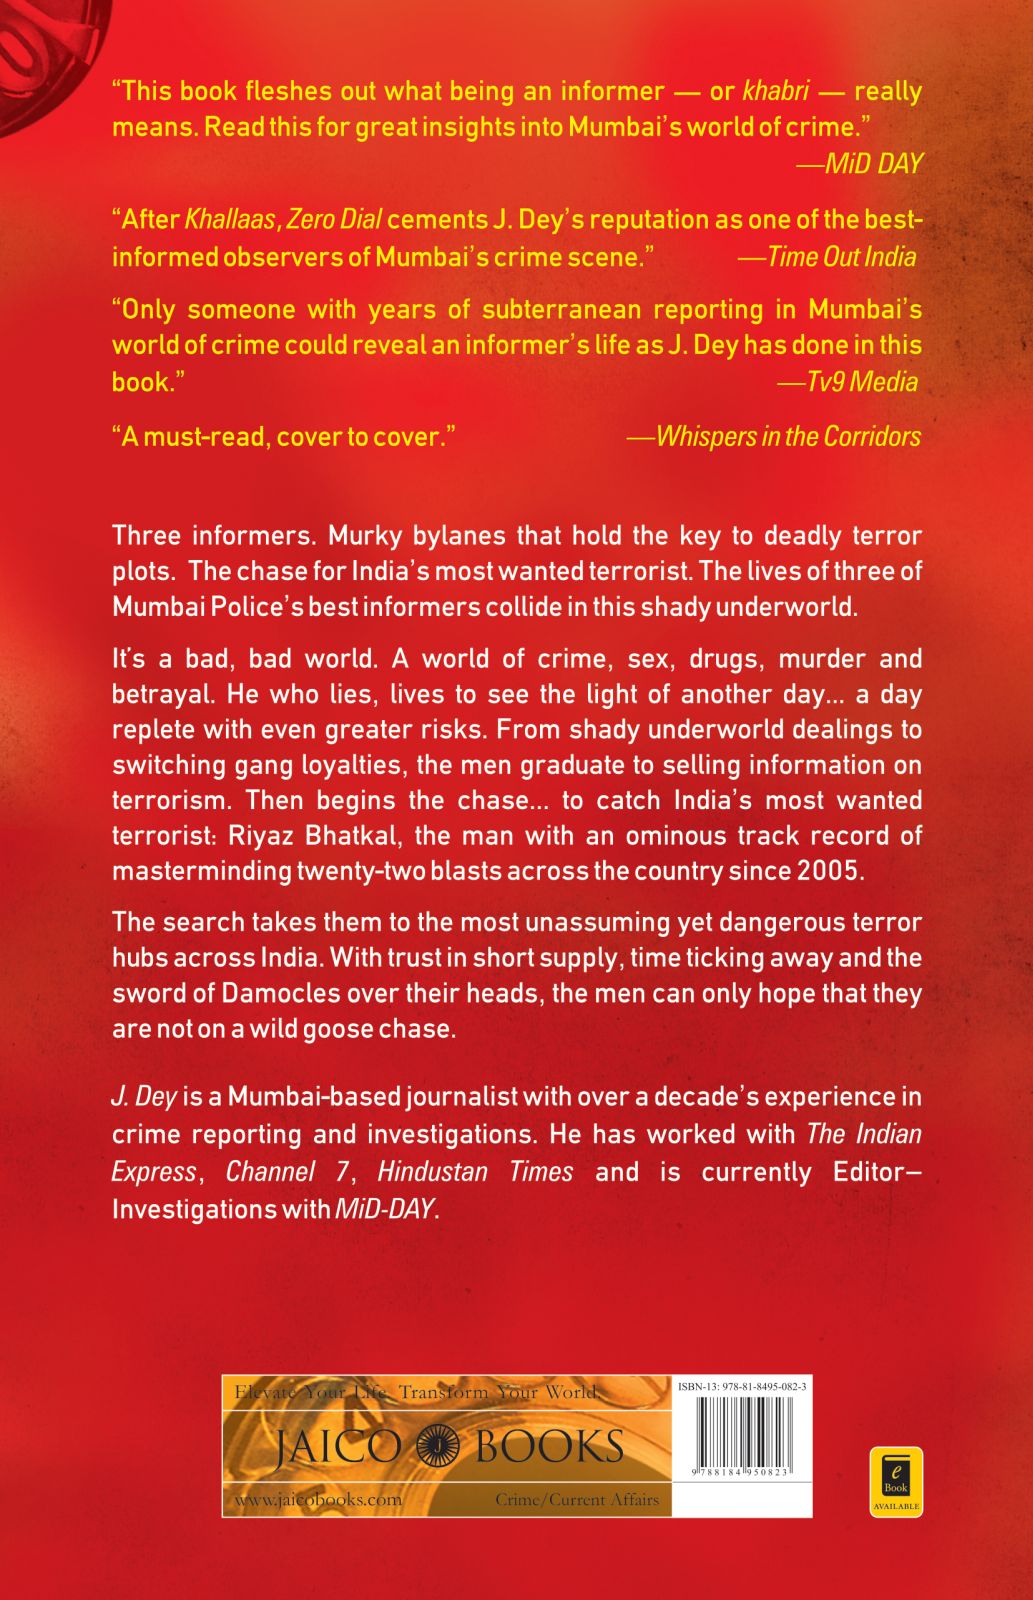 “This book fleshes out what being an informer — or khabri — really
means. Read this for great insights into Mumbai’s world of crime.”
—MiD DAY
“After Khallaas, Zero Dial cements J. Dey’s reputation as one of the best-
informed observers of Mumbai’s crime scene.” —Time Out India
“Only someone with years of subterranean reporting in Mumbai’s
world of crime could reveal an informer’s life as J. Dey has done in this
book.” —Tv9 Media
“A must-read, cover to cover.” —Whispers in the Corridors
Three informers. Murky bylanes that hold the key to deadly terror
plots. The chase for India’s most wanted terrorist. The lives of three of
Mumbai Police’s best informers collide in this shady underworld.
It’s a bad, bad world. A world of crime, sex, drugs, murder and
betrayal. He who lies, lives to see the light of another day... a day
replete with even greater risks. From shady underworld dealings to
switching gang loyalties, the men graduate to selling information on
terrorism. Then begins the chase... to catch India’s most wanted
terrorist: Riyaz Bhatkal, the man with an ominous track record of
masterminding twenty-two blasts across the country since 2005.
The search takes them to the most unassuming yet dangerous terror
hubs across India. With trust in short supply, time ticking away and the
sword of Damocles over their heads, the men can only hope that they
are not on a wild goose chase.
J. Dey is a Mumbai-based journalist with over a decade’s experience in
crime reporting and investigations. He has worked with The Indian
Express, Channel 7, Hindustan Times and is currently Editor–
Investigations with MiD-DAY.
Elevate Your Life. Transform Your World.
JAICO J BOOKS
www.jaicobooks.com Crime/Current Affairs
ISBN-13: 978-81-8495-082-3
9 788184 950823
e
Book
AVAILABLE